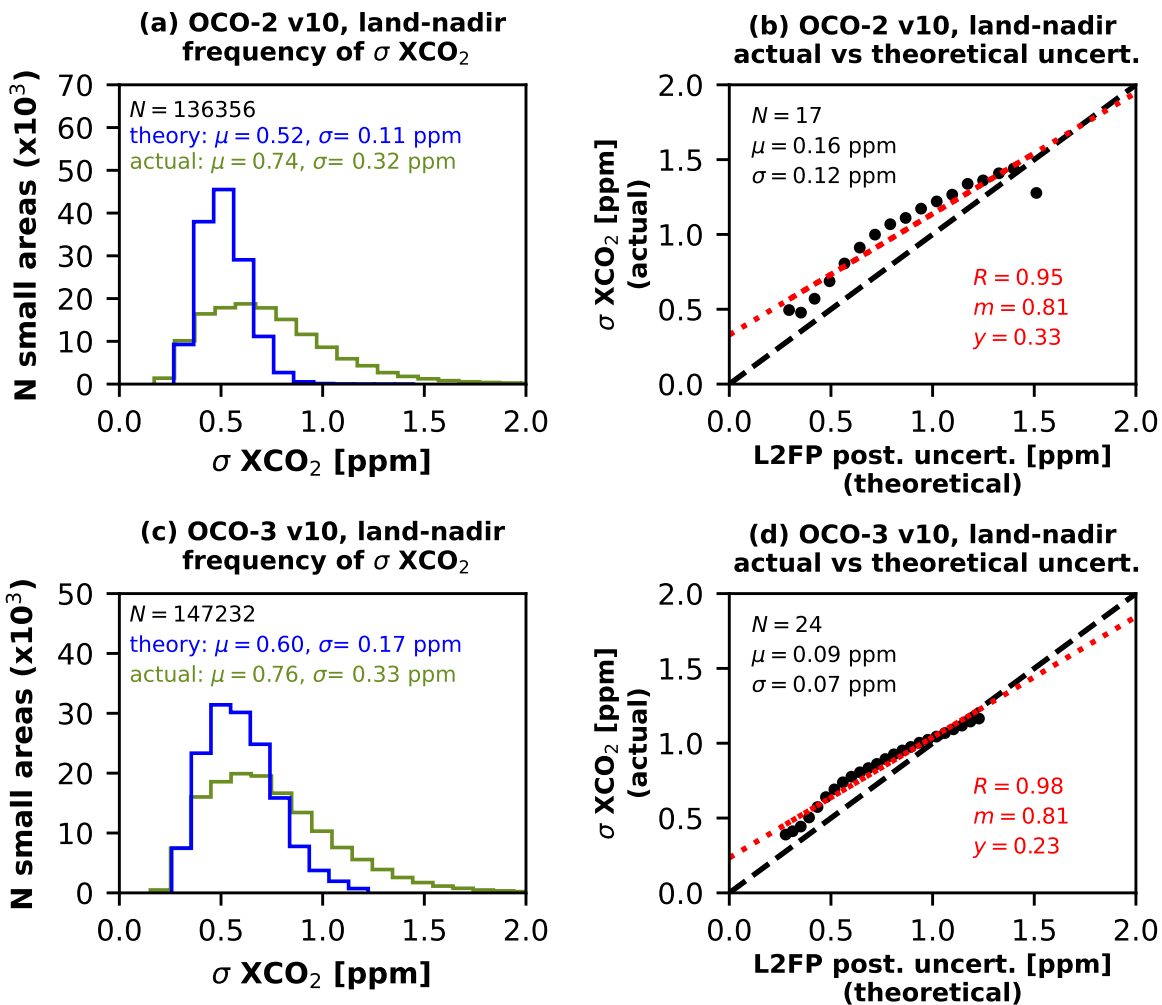 (a) OCO-2 v10, land-nadir
frequency of σ XCO₂
N small areas (x10³)
70
60
50
40
30
20
10
0
N = 136356
theory: μ = 0.52, σ= 0.11 ppm
actual: μ = 0.74, σ= 0.32 ppm
0.0 0.5 1.0 1.5 2.0
σ XCO₂ [ppm]
(b) OCO-2 v10, land-nadir
actual vs theoretical uncert.
σ XCO₂ [ppm]
(actual)
2.0
1.5
1.0
0.5
0.0
N = 17
μ = 0.16 ppm
σ = 0.12 ppm
R = 0.95
m = 0.81
y = 0.33
0.0 0.5 1.0 1.5 2.0
L2FP post. uncert. [ppm]
(theoretical)
(c) OCO-3 v10, land-nadir
frequency of σ XCO₂
N small areas (x10³)
50
40
30
20
10
0
N = 147232
theory: μ = 0.60, σ= 0.17 ppm
actual: μ = 0.76, σ= 0.33 ppm
0.0 0.5 1.0 1.5 2.0
σ XCO₂ [ppm]
(d) OCO-3 v10, land-nadir
actual vs theoretical uncert.
σ XCO₂ [ppm]
(actual)
2.0
1.5
1.0
0.5
0.0
N = 24
μ = 0.09 ppm
σ = 0.07 ppm
R = 0.98
m = 0.81
y = 0.23
0.0 0.5 1.0 1.5 2.0
L2FP post. uncert. [ppm]
(theoretical)